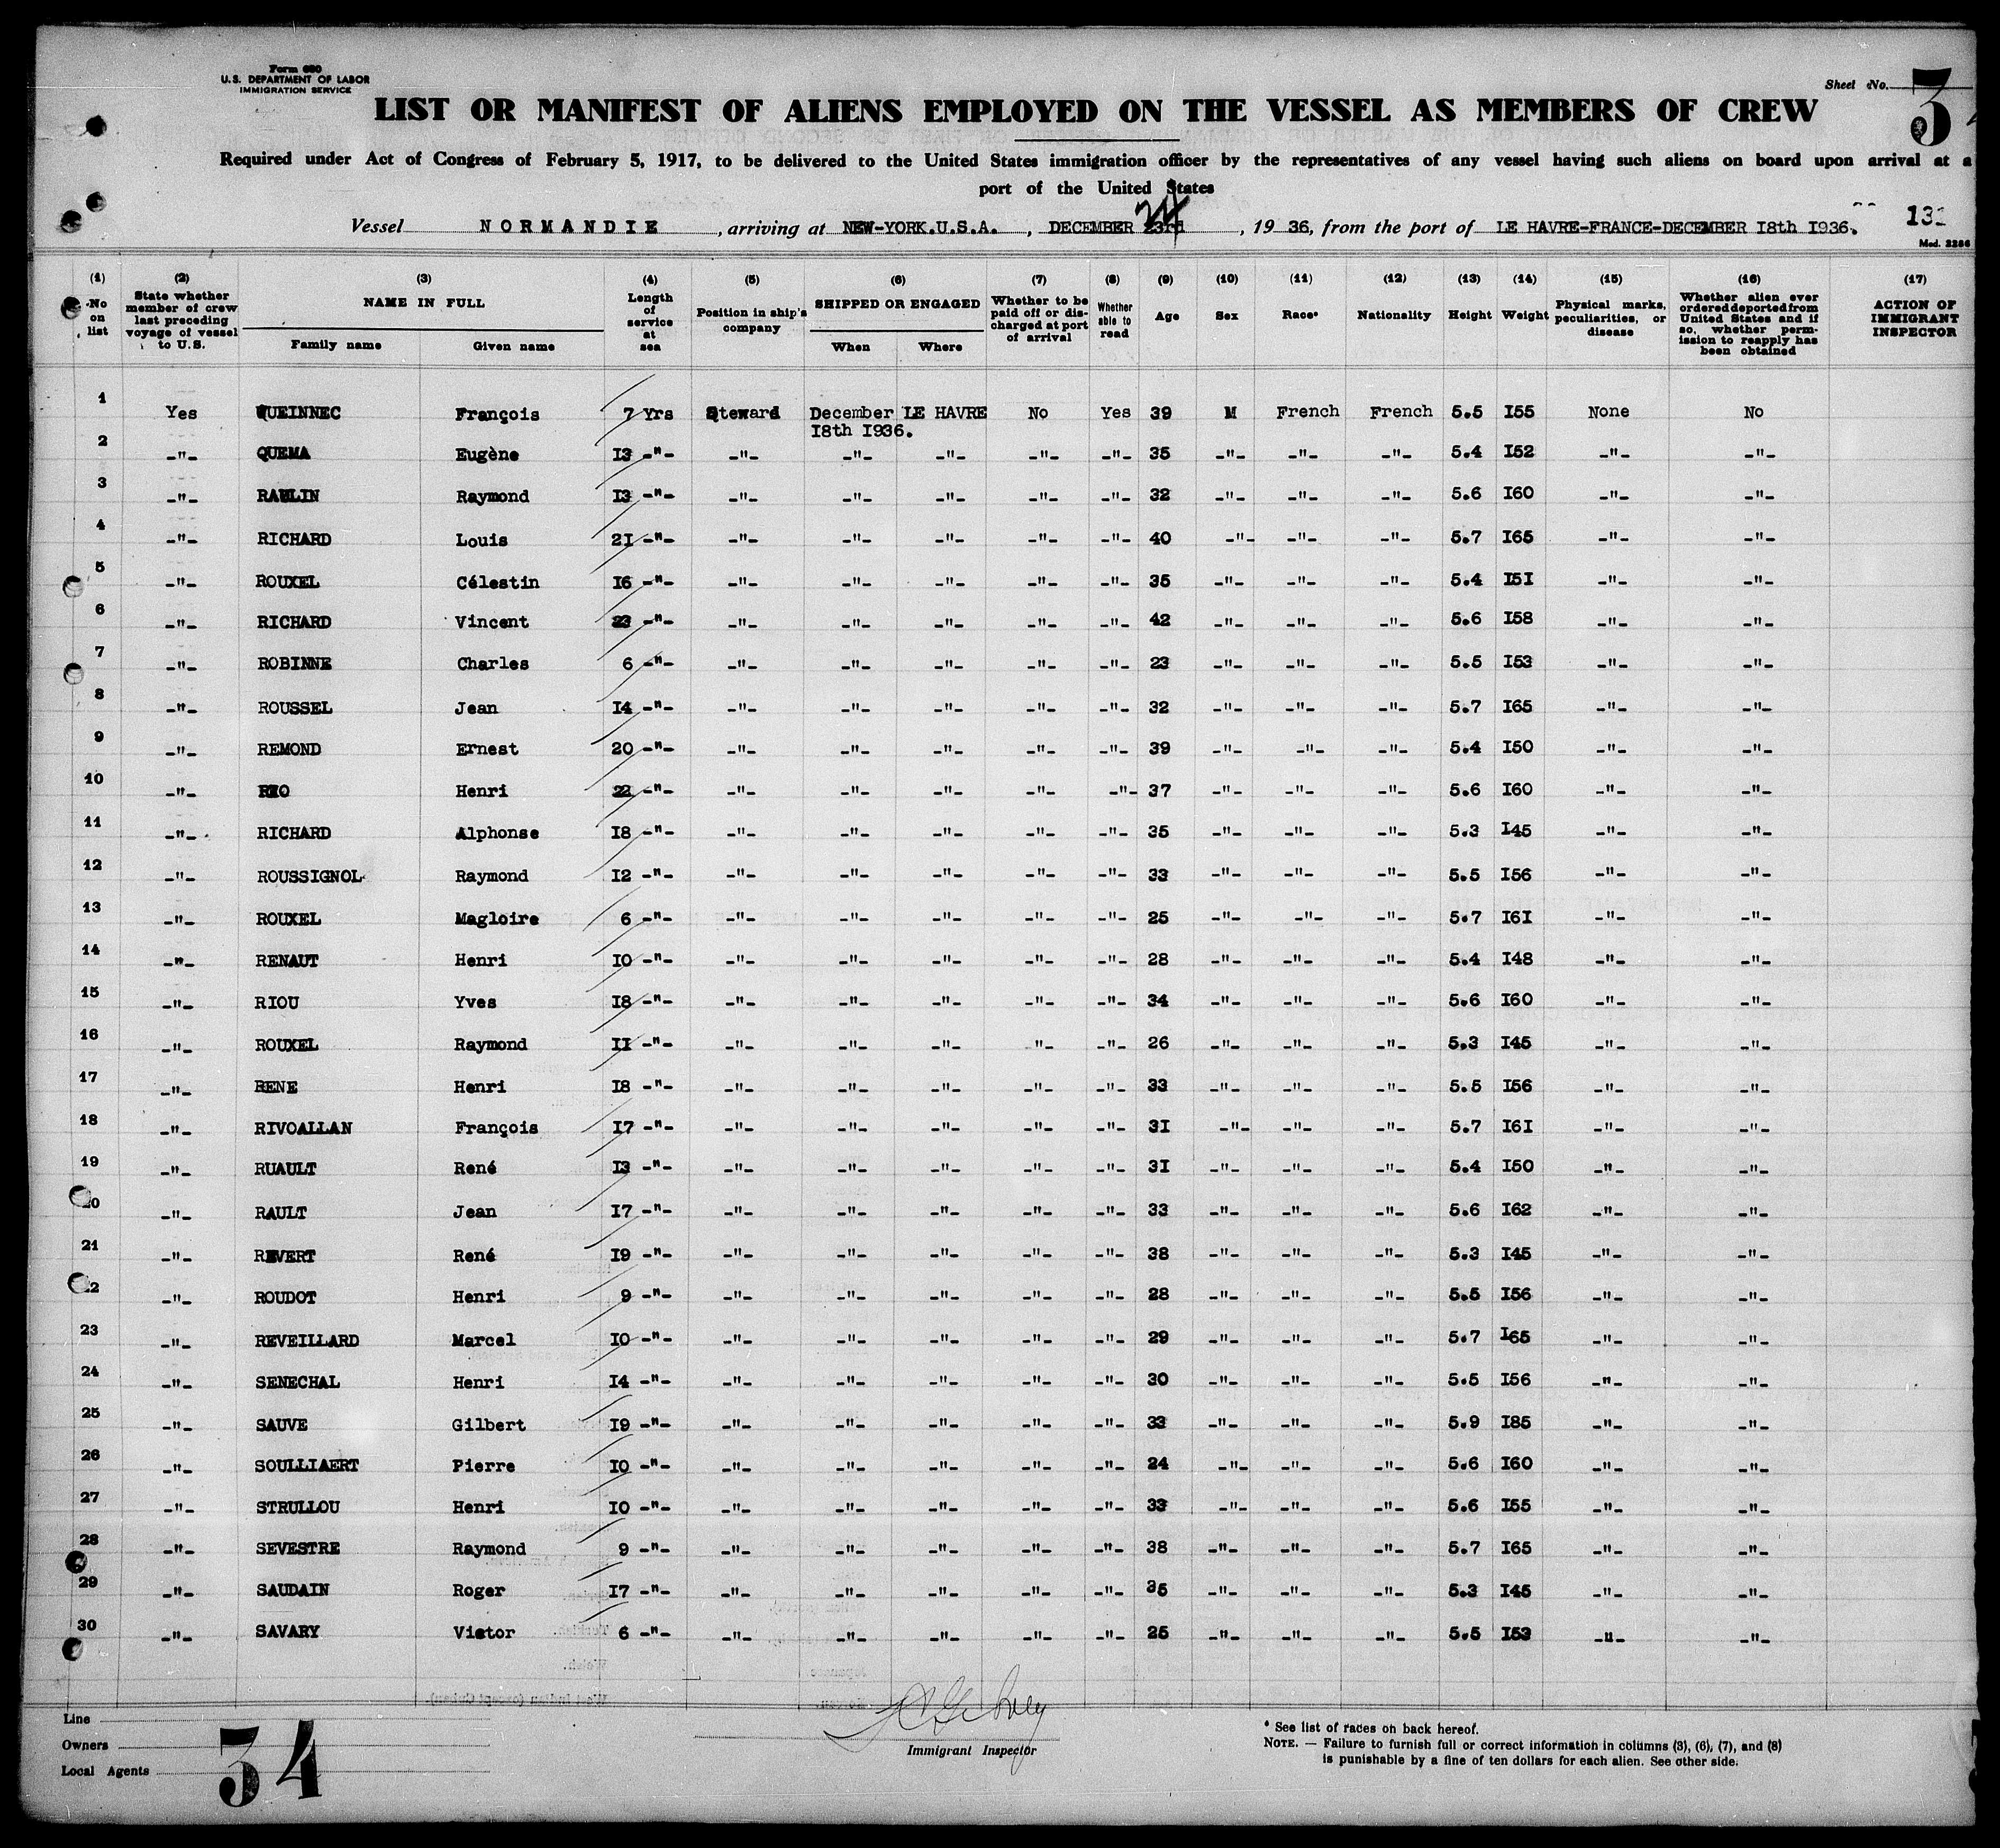 Form 680
U.S. DEPARTMENT OF LABOR
IMMIGRATION SERVICE
Sheet No. 3
LIST OR MANIFEST OF ALIENS EMPLOYED ON THE VESSEL AS MEMBERS OF CREW
Required under Act of Congress of February 5, 1917, to be delivered to the United States immigration officer by the representatives of any vessel having such aliens on board upon arrival at a
port of the United States
24
Vessel NORMANDIE, arriving at NEW-YORK.U.S.A., DECEMBER 23rd, 1936, from the port of LE HAVRE-FRANCE-DECEMBER I8th I936.
Mod. 2286
(1) (2) (3) (4) (5) (6) (7) (8) (9) (10) (11) (12) (13) (14) (15) (16) (17)
No on list | State whether member of crew last preceding voyage of vessel to U.S. | NAME IN FULL Family name Given name | Length of service at sea | Position in ship's company | SHIPPED OR ENGAGED When Where | Whether to be paid off or discharged at port of arrival | Whether able to read | Age | Sex | Race* | Nationality | Height | Weight | Physical marks, peculiarities, or disease | Whether alien ever ordered deported from United States and if so, whether permission to reapply has been obtained | ACTION OF IMMIGRANT INSPECTOR
1 Yes QUEINNEC François 7 Yrs Steward December I8th I936. LE HAVRE No Yes 39 M French French 5.5 I55 None No
2 -"- QUEMA Eugène I3 -"- -"- -"- -"- -"- -"- 35 -"- -"- -"- 5.4 I52 -"- -"-
3 -"- RAULIN Raymond I3 -"- -"- -"- -"- -"- -"- 32 -"- -"- -"- 5.6 I60 -"- -"-
4 -"- RICHARD Louis 2I -"- -"- -"- -"- -"- -"- 40 -"- -"- -"- 5.7 I65 -"- -"-
5 -"- ROUXEL Célestin I6 -"- -"- -"- -"- -"- -"- 35 -"- -"- -"- 5.4 I5I -"- -"-
6 -"- RICHARD Vincent 23 -"- -"- -"- -"- -"- -"- 42 -"- -"- -"- 5.6 I58 -"- -"-
7 -"- ROBINNE Charles 6 -"- -"- -"- -"- -"- -"- 23 -"- -"- -"- 5.5 I53 -"- -"-
8 -"- ROUSSEL Jean I4 -"- -"- -"- -"- -"- -"- 32 -"- -"- -"- 5.7 I65 -"- -"-
9 -"- REMOND Ernest 20 -"- -"- -"- -"- -"- -"- 39 -"- -"- -"- 5.4 I50 -"- -"-
10 -"- RIO Henri 22 -"- -"- -"- -"- -"- -"- 37 -"- -"- -"- 5.6 I60 -"- -"-
11 -"- RICHARD Alphonse I8 -"- -"- -"- -"- -"- -"- 35 -"- -"- -"- 5.3 I45 -"- -"-
12 -"- ROUSSIGNOL Raymond I2 -"- -"- -"- -"- -"- -"- 33 -"- -"- -"- 5.5 I56 -"- -"-
13 -"- ROUXEL Magloire 6 -"- -"- -"- -"- -"- -"- 25 -"- -"- -"- 5.7 I6I -"- -"-
14 -"- RENAUT Henri I0 -"- -"- -"- -"- -"- -"- 28 -"- -"- -"- 5.4 I48 -"- -"-
15 -"- RIOU Yves I8 -"- -"- -"- -"- -"- -"- 34 -"- -"- -"- 5.6 I60 -"- -"-
16 -"- ROUXEL Raymond II -"- -"- -"- -"- -"- -"- 26 -"- -"- -"- 5.3 I45 -"- -"-
17 -"- RENE Henri I8 -"- -"- -"- -"- -"- -"- 33 -"- -"- -"- 5.5 I56 -"- -"-
18 -"- RIVOALLAN François I7 -"- -"- -"- -"- -"- -"- 3I -"- -"- -"- 5.7 I6I -"- -"-
19 -"- RUAULT René I3 -"- -"- -"- -"- -"- -"- 3I -"- -"- -"- 5.4 I50 -"- -"-
20 -"- RAULT Jean I7 -"- -"- -"- -"- -"- -"- 33 -"- -"- -"- 5.6 I62 -"- -"-
21 -"- REVERT René I9 -"- -"- -"- -"- -"- -"- 38 -"- -"- -"- 5.3 I45 -"- -"-
22 -"- ROUDOT Henri 9 -"- -"- -"- -"- -"- -"- 28 -"- -"- -"- 5.5 I56 -"- -"-
23 -"- REVEILLARD Marcel I0 -"- -"- -"- -"- -"- -"- 29 -"- -"- -"- 5.7 I65 -"- -"-
24 -"- SENECHAL Henri I4 -"- -"- -"- -"- -"- -"- 30 -"- -"- -"- 5.5 I56 -"- -"-
25 -"- SAUVE Gilbert I9 -"- -"- -"- -"- -"- -"- 33 -"- -"- -"- 5.9 I85 -"- -"-
26 -"- SOULLIAERT Pierre I0 -"- -"- -"- -"- -"- -"- 24 -"- -"- -"- 5.6 I60 -"- -"-
27 -"- STRULLOU Henri I0 -"- -"- -"- -"- -"- -"- 33 -"- -"- -"- 5.6 I55 -"- -"-
28 -"- SEVESTRE Raymond 9 -"- -"- -"- -"- -"- -"- 38 -"- -"- -"- 5.7 I65 -"- -"-
29 -"- SAUDAIN Roger I7 -"- -"- -"- -"- -"- -"- 35 -"- -"- -"- 5.3 I45 -"- -"-
30 -"- SAVARY Victor 6 -"- -"- -"- -"- -"- -"- 25 -"- -"- -"- 5.5 I53 -"- -"-
Line
Owners
Local Agents
34
Immigrant Inspector
* See list of races on back hereof.
NOTE. — Failure to furnish full or correct information in columns (3), (6), (7), and (8)
is punishable by a fine of ten dollars for each alien. See other side.